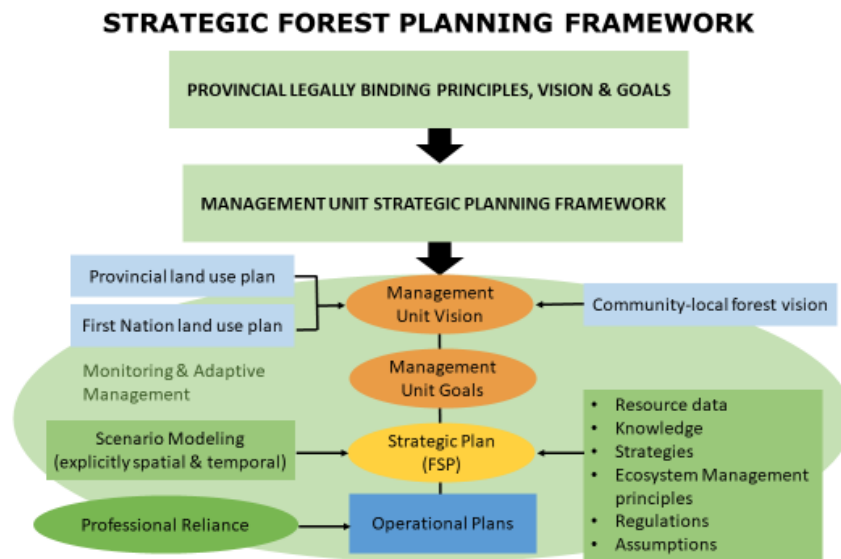 STRATEGIC FOREST PLANNING FRAMEWORK
PROVINCIAL LEGALLY BINDING PRINCIPLES, VISION & GOALS
MANAGEMENT UNIT STRATEGIC PLANNING FRAMEWORK
Provincial land use plan
First Nation land use plan
Management
Unit Vision
Community-local forest vision
Monitoring & Adaptive
Management
Management
Unit Goals
Scenario Modeling
(explicitly spatial & temporal)
Strategic Plan
(FSP)
• Resource data
• Knowledge
• Strategies
• Ecosystem Management
principles
• Regulations
• Assumptions
Professional Reliance
Operational Plans